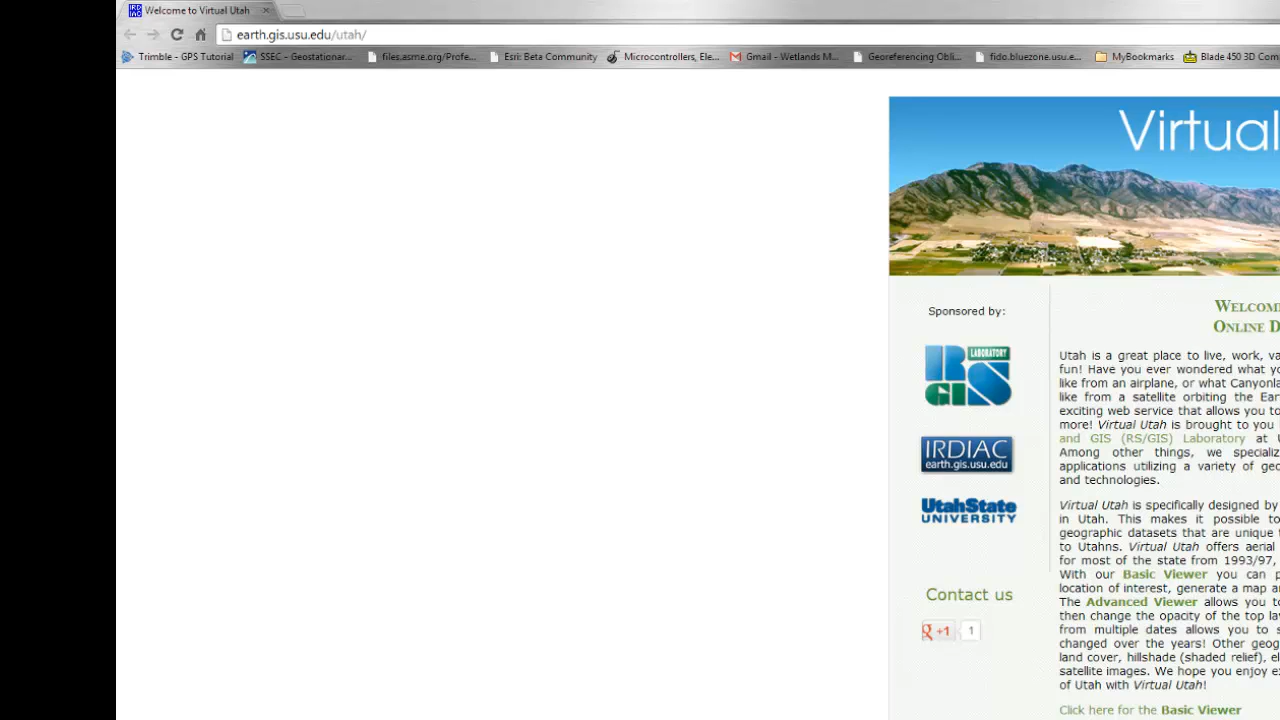 Welcome to Virtual Utah
earth.gis.usu.edu/utah/
Trimble - GPS Tutorial
SSEC - Geostationar...
files.asme.org/Profe...
Esri: Beta Community
Microcontrollers, Ele...
Gmail - Wetlands M...
Georeferencing Obli...
fido.bluezone.usu.e...
MyBookmarks
Blade 450 3D Com
Virtual
Sponsored by:
LABORATORY
RS
GIS
IRDIAC
earth.gis.usu.edu
UtahState
UNIVERSITY
Contact us
+1
1
WELCOME
ONLINE D
Utah is a great place to live, work, va
fun! Have you ever wondered what yo
like from an airplane, or what Canyonla
like from a satellite orbiting the Ear
exciting web service that allows you to
more! Virtual Utah is brought to you
and GIS (RS/GIS) Laboratory at U
Among other things, we specializ
applications utilizing a variety of geo
and technologies.
Virtual Utah is specifically designed by
in Utah. This makes it possible to
geographic datasets that are unique
to Utahns. Virtual Utah offers aerial
for most of the state from 1993/97,
With our Basic Viewer you can p
location of interest, generate a map a
The Advanced Viewer allows you to
then change the opacity of the top la
from multiple dates allows you to s
changed over the years! Other geog
land cover, hillshade (shaded relief), el
satellite images. We hope you enjoy ex
of Utah with Virtual Utah!
Click here for the Basic Viewer